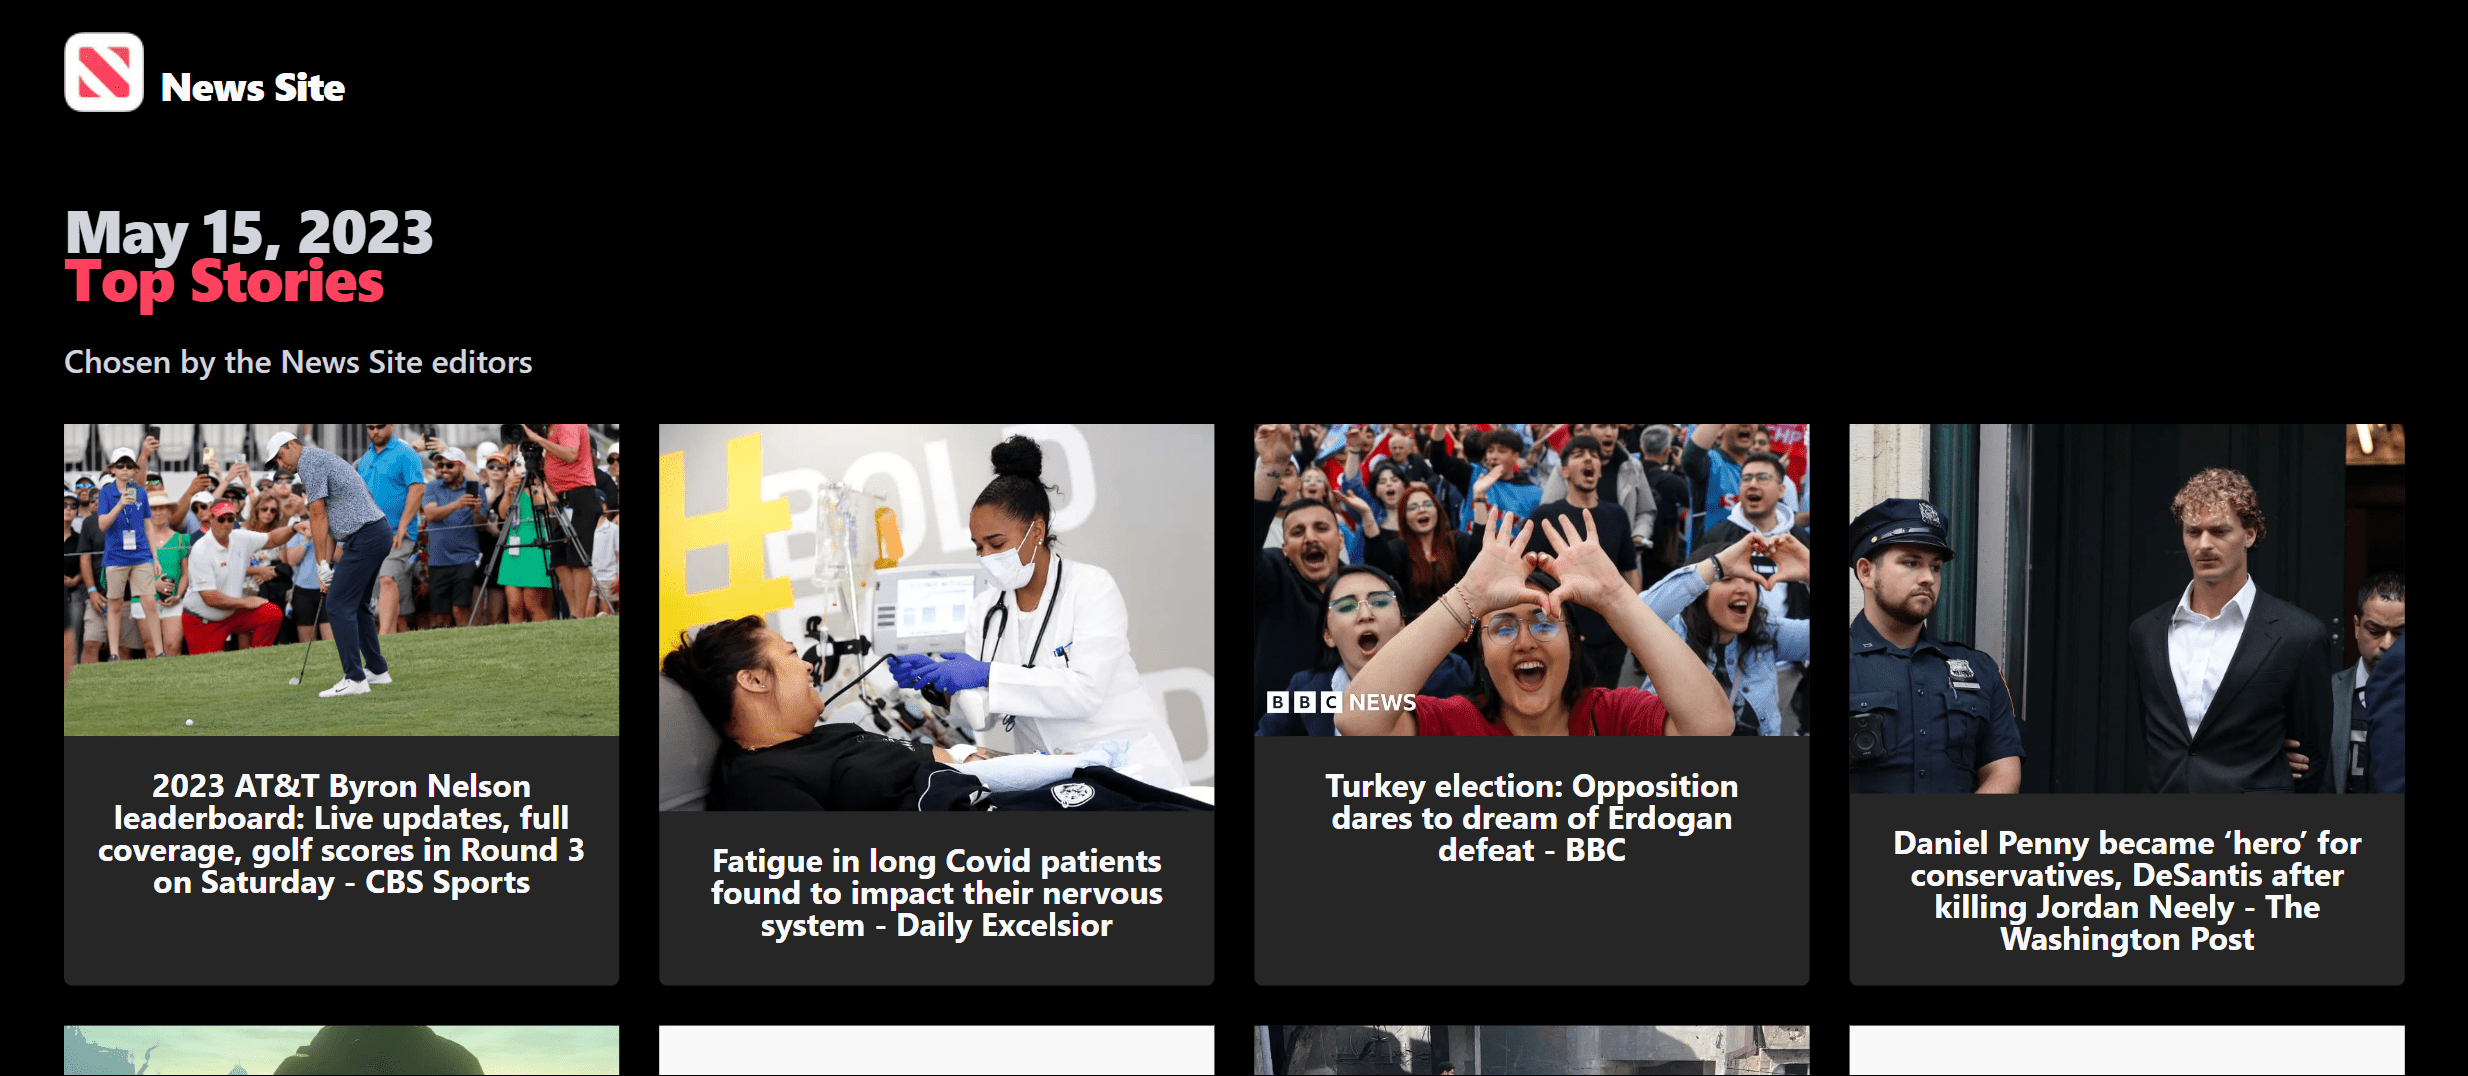 News Site
May 15, 2023
Top Stories
Chosen by the News Site editors
BOLD
CHP
BBC NEWS
2023 AT&T Byron Nelson
leaderboard: Live updates, full
coverage, golf scores in Round 3
on Saturday - CBS Sports
Fatigue in long Covid patients
found to impact their nervous
system - Daily Excelsior
Turkey election: Opposition
dares to dream of Erdogan
defeat - BBC
Daniel Penny became ‘hero’ for
conservatives, DeSantis after
killing Jordan Neely - The
Washington Post